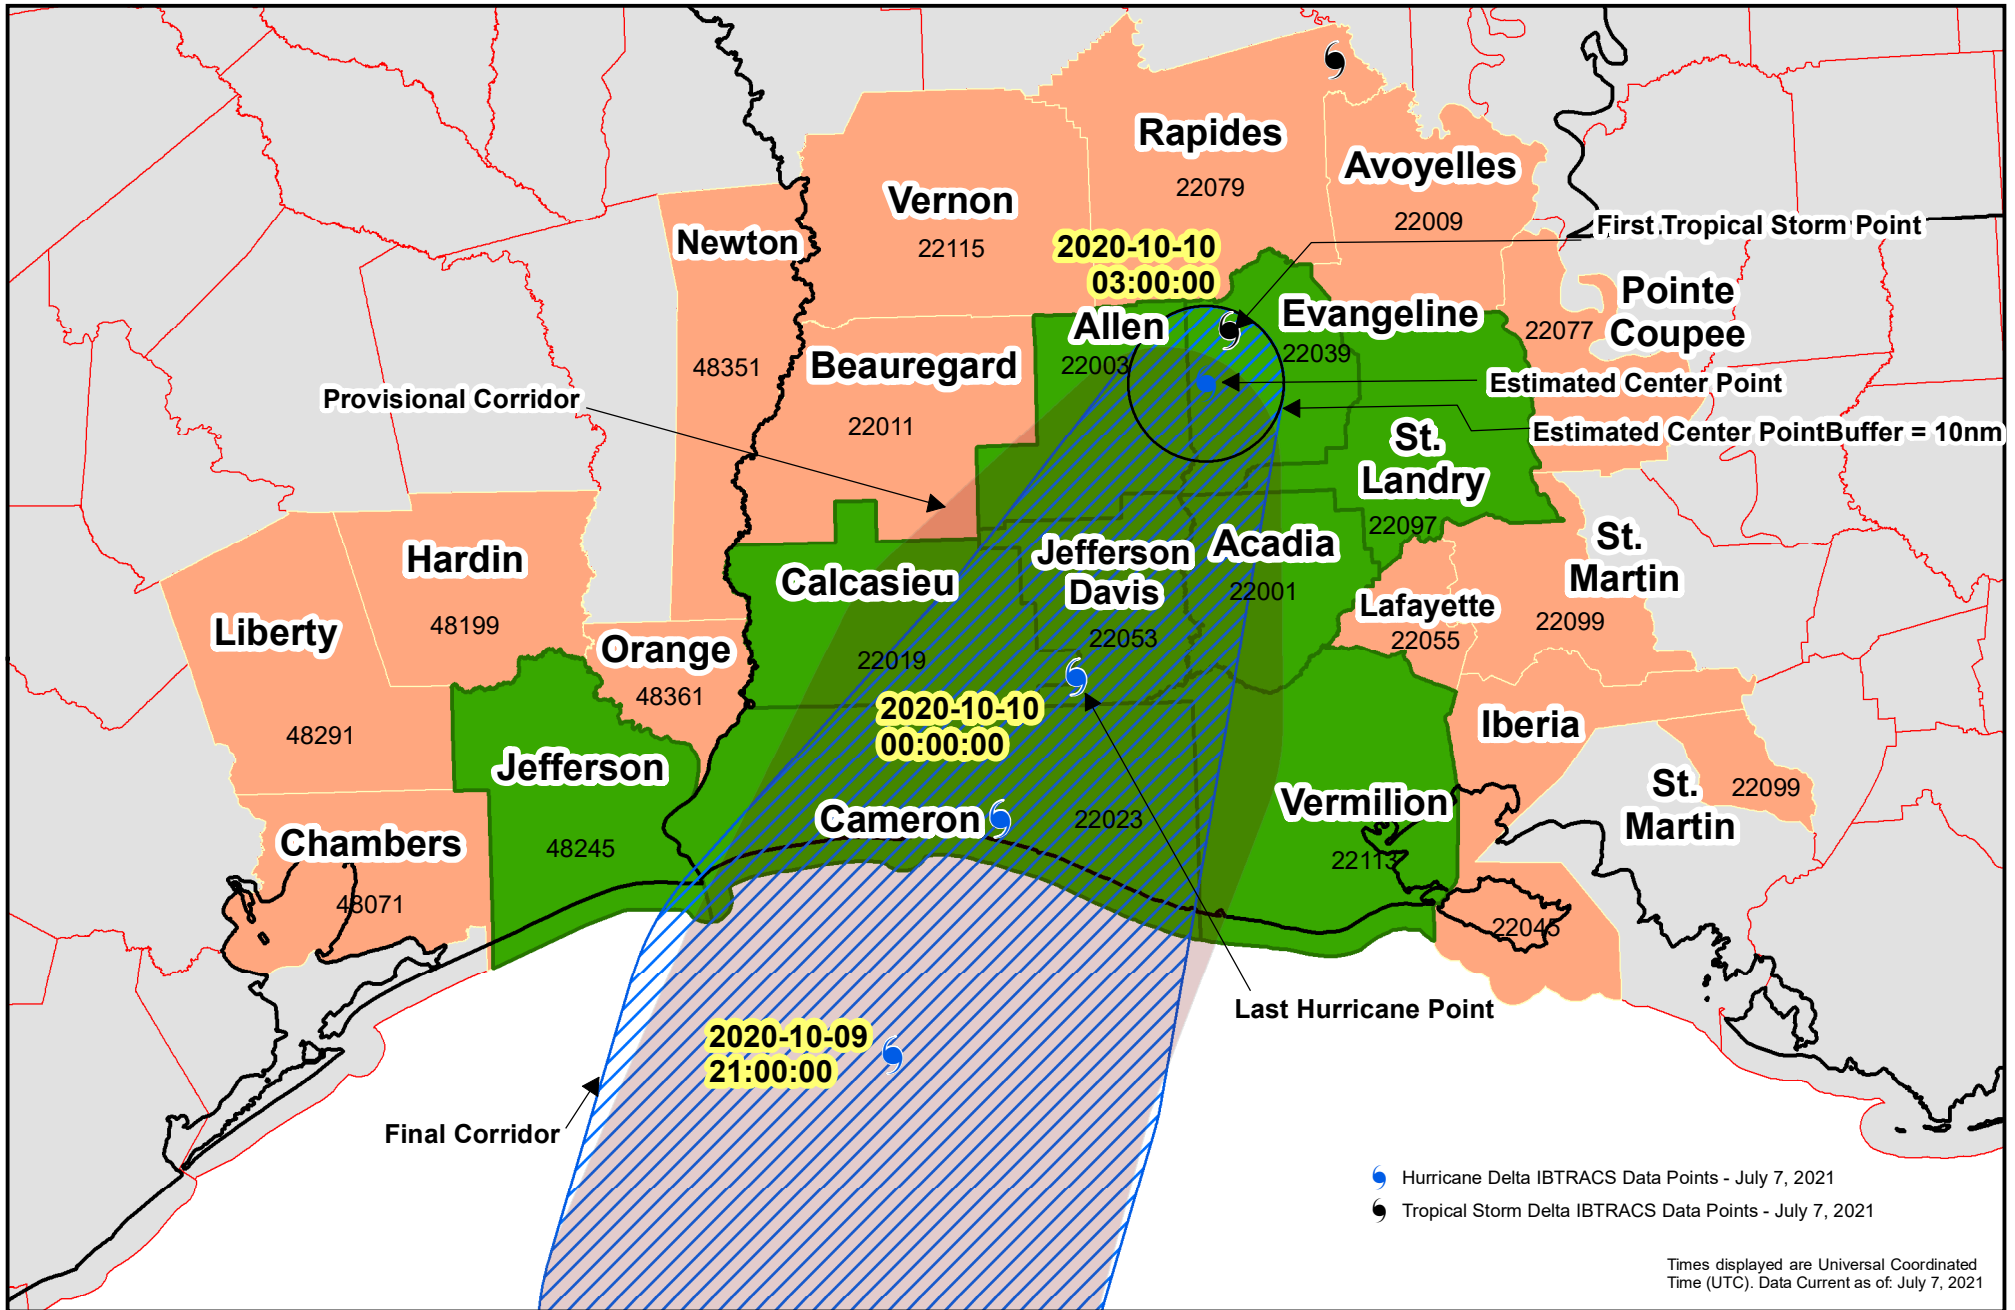 Rapides
22079
Avoyelles
22009
Vernon
22115
Newton
48351
First Tropical Storm Point
2020-10-10
03:00:00
Pointe
Coupee
22077
Allen
22003
Evangeline
22039
Beauregard
22011
Estimated Center Point
Provisional Corridor
Estimated Center PointBuffer = 10nm
St.
Landry
22097
Hardin
48199
Calcasieu
22019
Jefferson
Davis
22053
Acadia
22001
St.
Martin
22099
Lafayette
22055
Liberty
48291
Orange
48361
2020-10-10
00:00:00
Iberia
22045
Jefferson
48245
Cameron
22023
Vermilion
22113
St.
Martin
22099
Chambers
48071
Last Hurricane Point
2020-10-09
21:00:00
Final Corridor
Hurricane Delta IBTRACS Data Points - July 7, 2021
Tropical Storm Delta IBTRACS Data Points - July 7, 2021
Times displayed are Universal Coordinated
Time (UTC). Data Current as of: July 7, 2021